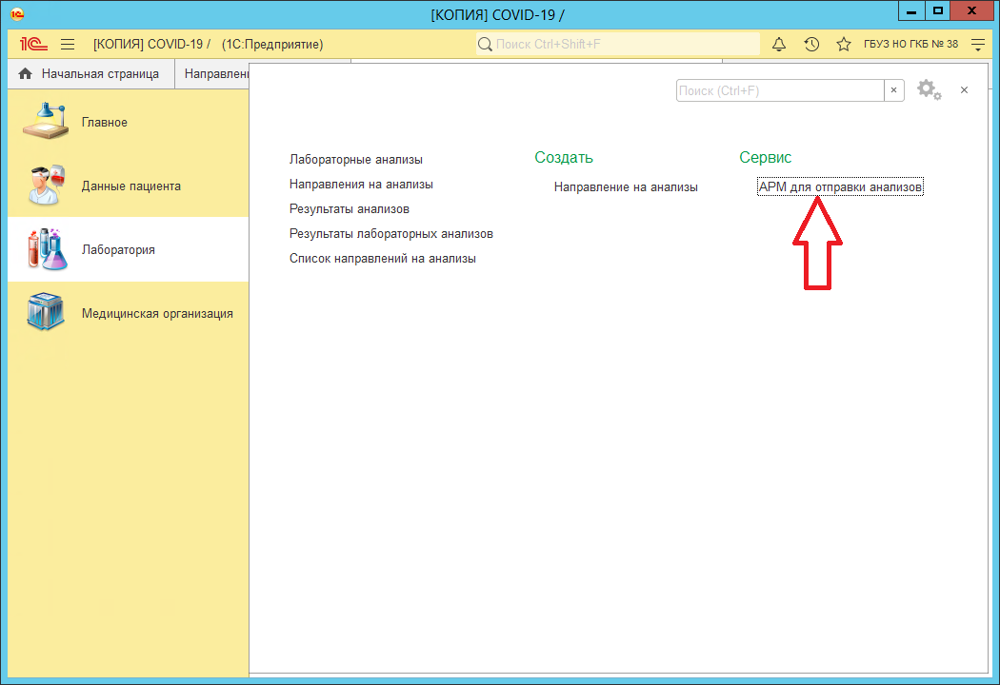 [КОПИЯ] COVID-19 /
[КОПИЯ] COVID-19 / (1С:Предприятие)
Поиск Ctrl+Shift+F
ГБУЗ НО ГКБ № 38
Начальная страница
Направлен
Поиск (Ctrl+F)
Главное
Данные пациента
Лаборатория
Медицинская организация
Лабораторные анализы
Направления на анализы
Результаты анализов
Результаты лабораторных анализов
Список направлений на анализы
Создать
Направление на анализы
Сервис
АРМ для отправки анализов